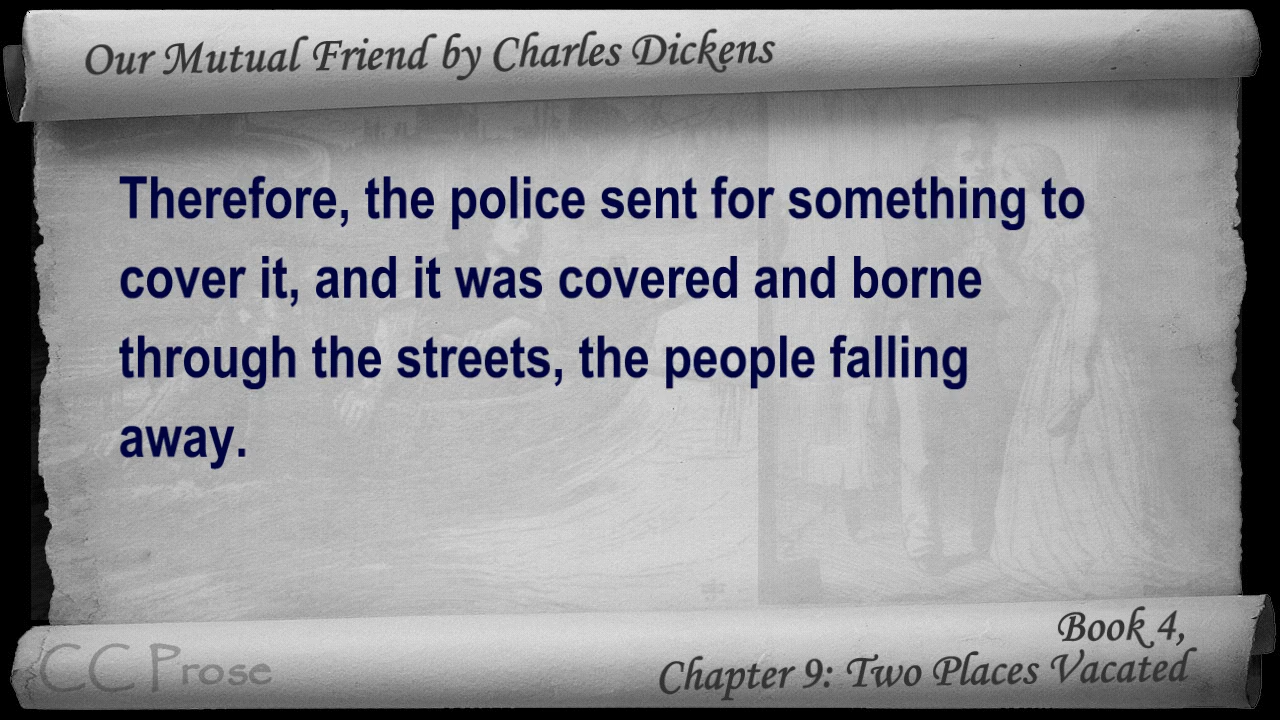 Our Mutual Friend by Charles Dickens
Therefore, the police sent for something to
cover it, and it was covered and borne
through the streets, the people falling
away.
CC Prose
Book 4,
Chapter 9: Two Places Vacated